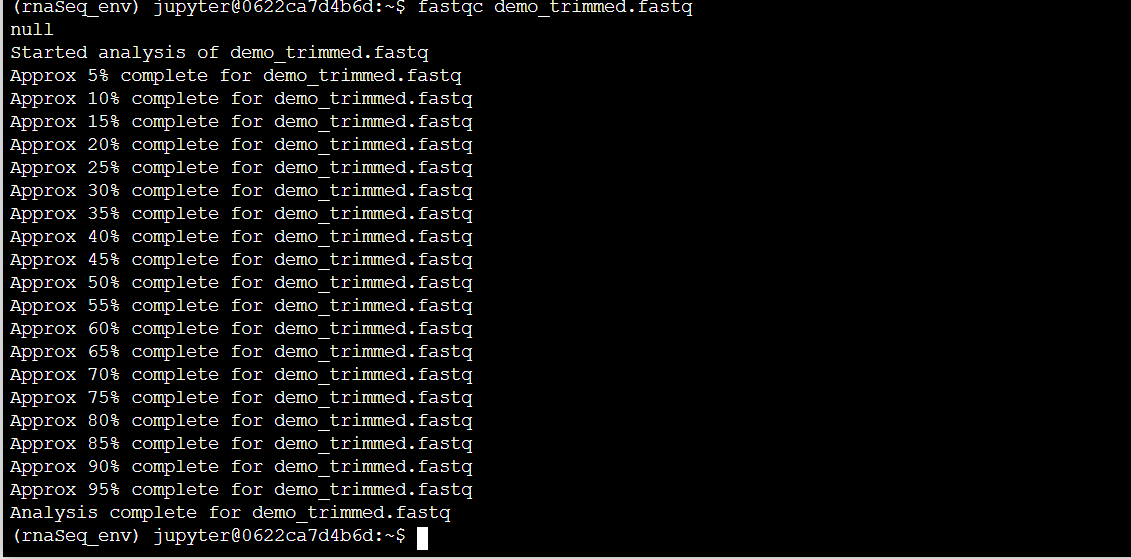 (rnaSeq_env) jupyter@0622ca7d4b6d:~$ fastqc demo_trimmed.fastq
null
Started analysis of demo_trimmed.fastq
Approx 5% complete for demo_trimmed.fastq
Approx 10% complete for demo_trimmed.fastq
Approx 15% complete for demo_trimmed.fastq
Approx 20% complete for demo_trimmed.fastq
Approx 25% complete for demo_trimmed.fastq
Approx 30% complete for demo_trimmed.fastq
Approx 35% complete for demo_trimmed.fastq
Approx 40% complete for demo_trimmed.fastq
Approx 45% complete for demo_trimmed.fastq
Approx 50% complete for demo_trimmed.fastq
Approx 55% complete for demo_trimmed.fastq
Approx 60% complete for demo_trimmed.fastq
Approx 65% complete for demo_trimmed.fastq
Approx 70% complete for demo_trimmed.fastq
Approx 75% complete for demo_trimmed.fastq
Approx 80% complete for demo_trimmed.fastq
Approx 85% complete for demo_trimmed.fastq
Approx 90% complete for demo_trimmed.fastq
Approx 95% complete for demo_trimmed.fastq
Analysis complete for demo_trimmed.fastq
(rnaSeq_env) jupyter@0622ca7d4b6d:~$